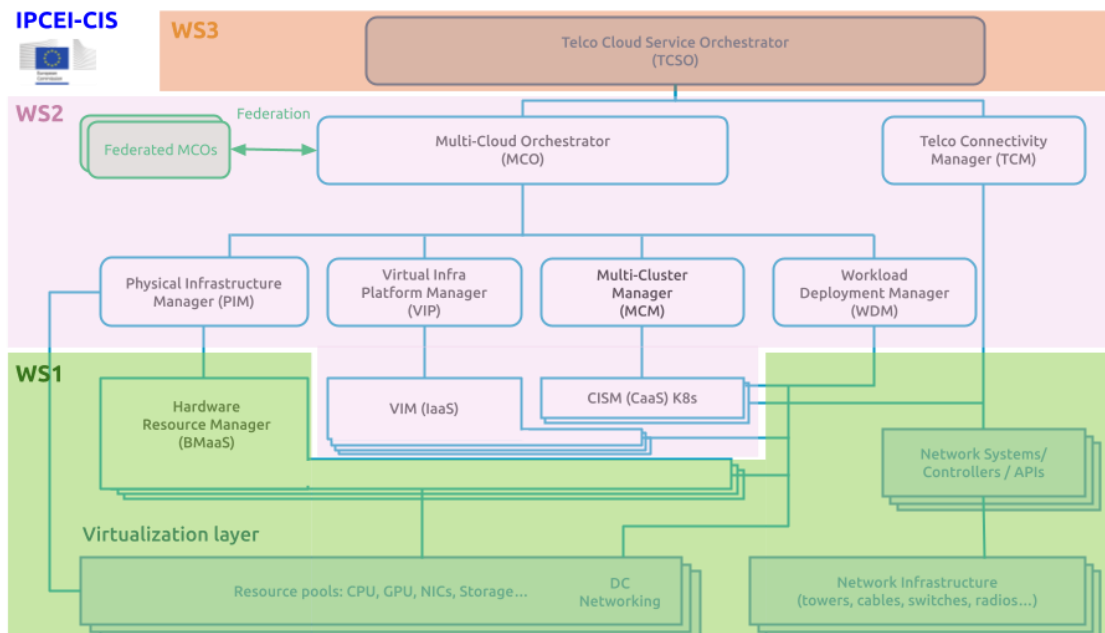 IPCEI-CIS
European
Commission
WS3
Telco Cloud Service Orchestrator
(TCSO)
WS2
Federated MCOs
Federation
Multi-Cloud Orchestrator
(MCO)
Telco Connectivity
Manager (TCM)
Physical Infrastructure
Manager (PIM)
Virtual Infra
Platform Manager
(VIP)
Multi-Cluster
Manager
(MCM)
Workload
Deployment Manager
(WDM)
WS1
Hardware
Resource Manager
(BMaaS)
VIM (IaaS)
CISM (CaaS) K8s
Network Systems/
Controllers / APIs
Virtualization layer
Resource pools: CPU, GPU, NICs, Storage...
DC
Networking
Network Infrastructure
(towers, cables, switches, radios...)